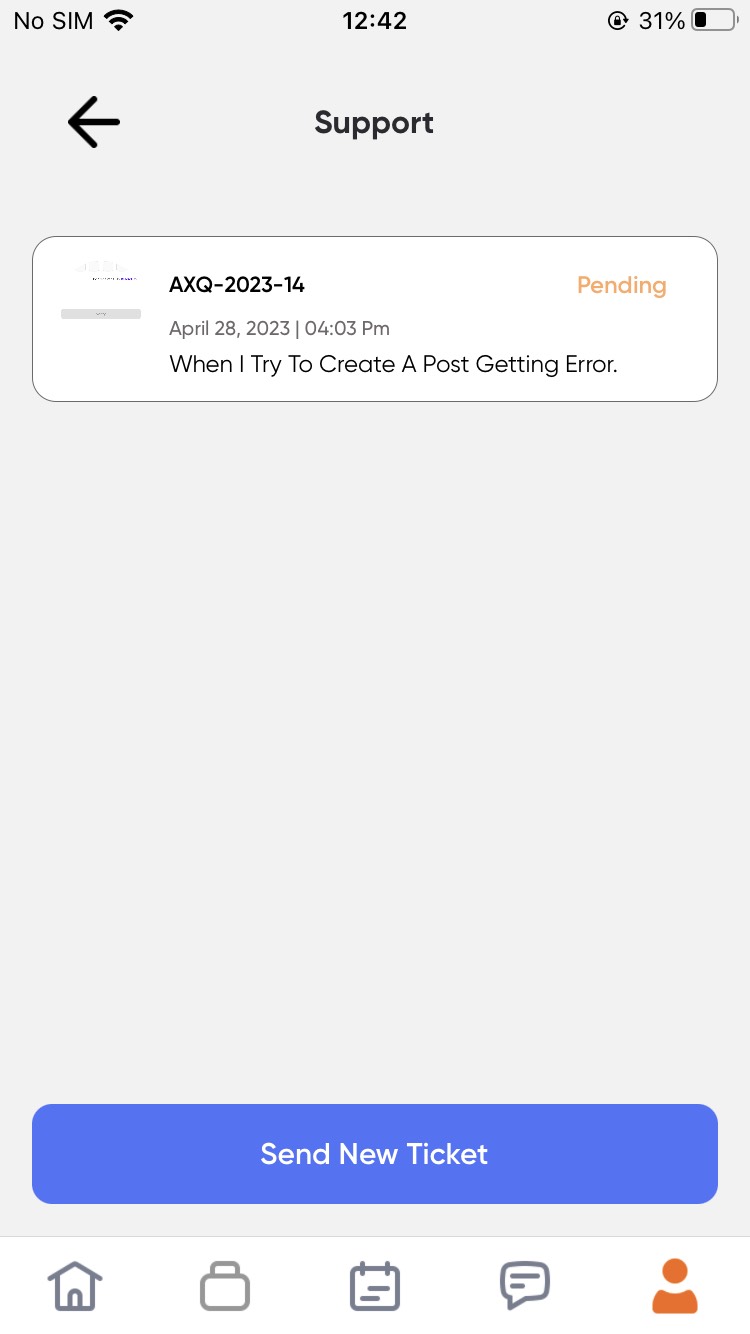 No SIM 12:42 31%
Support
AXQ-2023-14 Pending
April 28, 2023 | 04:03 Pm
When I Try To Create A Post Getting Error.
Send New Ticket